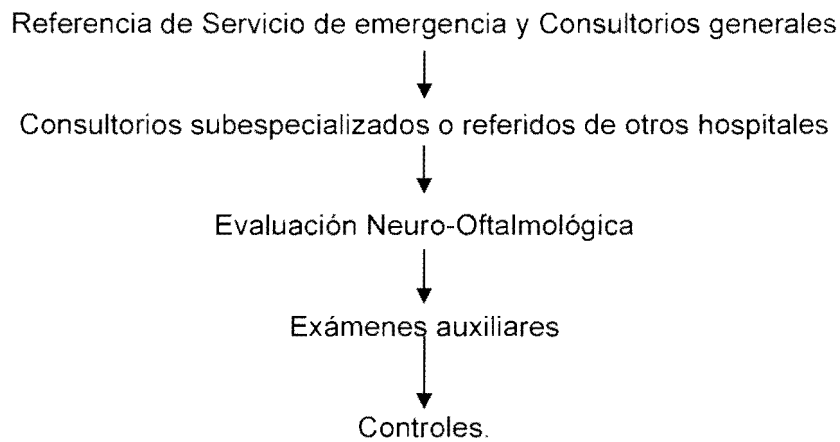 Referencia de Servicio de emergencia y Consultorios generales
Consultorios subespecializados o referidos de otros hospitales
Evaluación Neuro-Oftalmológica
Exámenes auxiliares
Controles.